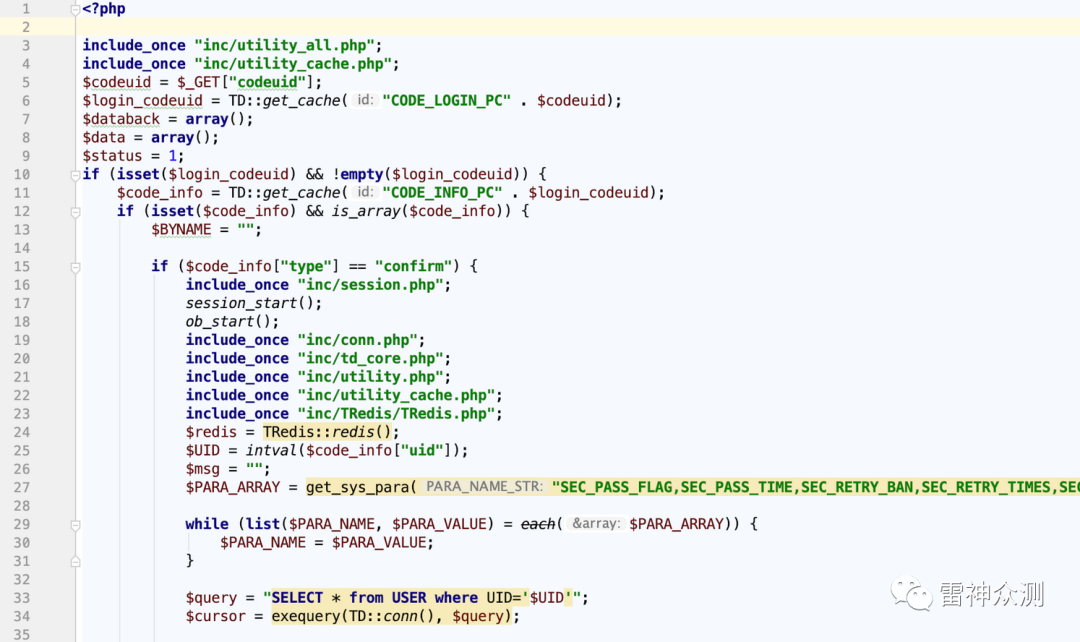 1 <?php
2
3 include_once "inc/utility_all.php";
4 include_once "inc/utility_cache.php";
5 $codeuid = $_GET["codeuid"];
6 $login_codeuid = TD::get_cache( id: "CODE_LOGIN_PC" . $codeuid);
7 $databack = array();
8 $data = array();
9 $status = 1;
10 if (isset($login_codeuid) && !empty($login_codeuid)) {
11 $code_info = TD::get_cache( id: "CODE_INFO_PC" . $login_codeuid);
12 if (isset($code_info) && is_array($code_info)) {
13 $BYNAME = "";
14
15 if ($code_info["type"] == "confirm") {
16 include_once "inc/session.php";
17 session_start();
18 ob_start();
19 include_once "inc/conn.php";
20 include_once "inc/td_core.php";
21 include_once "inc/utility.php";
22 include_once "inc/utility_cache.php";
23 include_once "inc/TRedis/TRedis.php";
24 $redis = TRedis::redis();
25 $UID = intval($code_info["uid"]);
26 $msg = "";
27 $PARA_ARRAY = get_sys_para( PARA_NAME_STR: "SEC_PASS_FLAG,SEC_PASS_TIME,SEC_RETRY_BAN,SEC_RETRY_TIMES,SEC
28
29 while (list($PARA_NAME, $PARA_VALUE) = each( &array: $PARA_ARRAY)) {
30 $PARA_NAME = $PARA_VALUE;
31 }
32
33 $query = "SELECT * from USER where UID='$UID'";
34 $cursor = exequery(TD::conn(), $query);
35
雷神众测